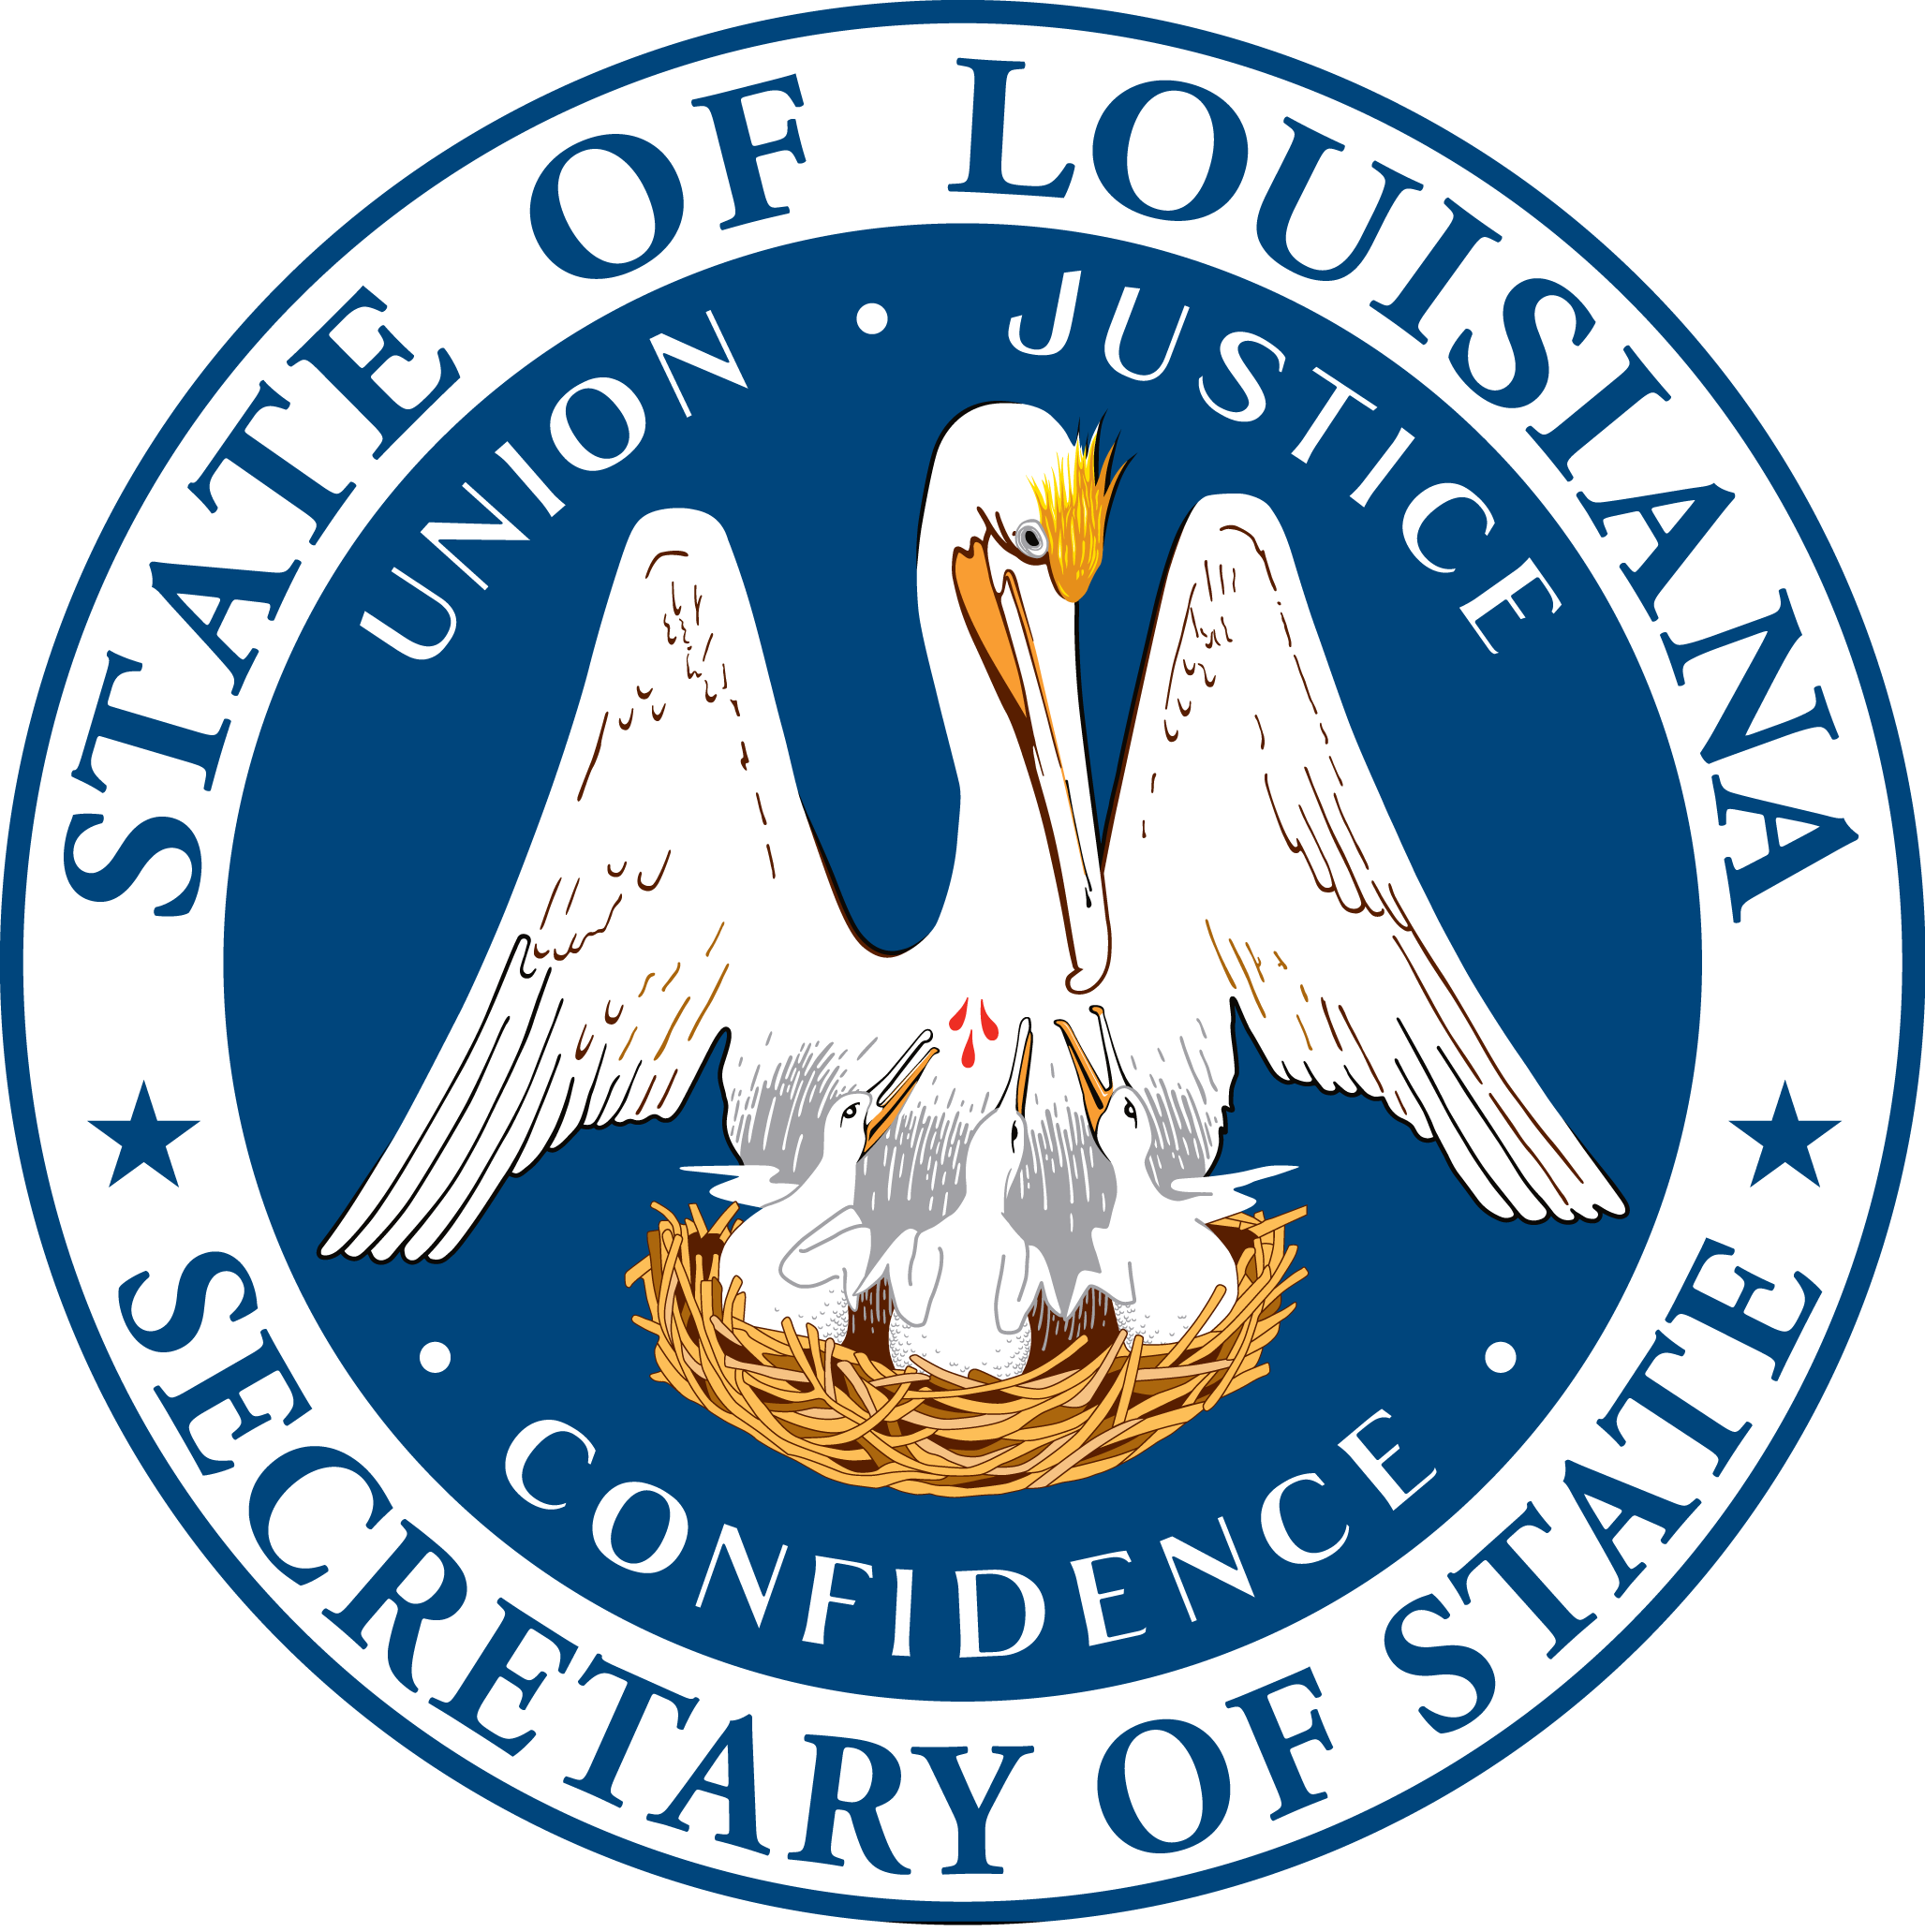 STATE OF LOUISIANA
UNION · JUSTICE
· CONFIDENCE ·
SECRETARY OF STATE